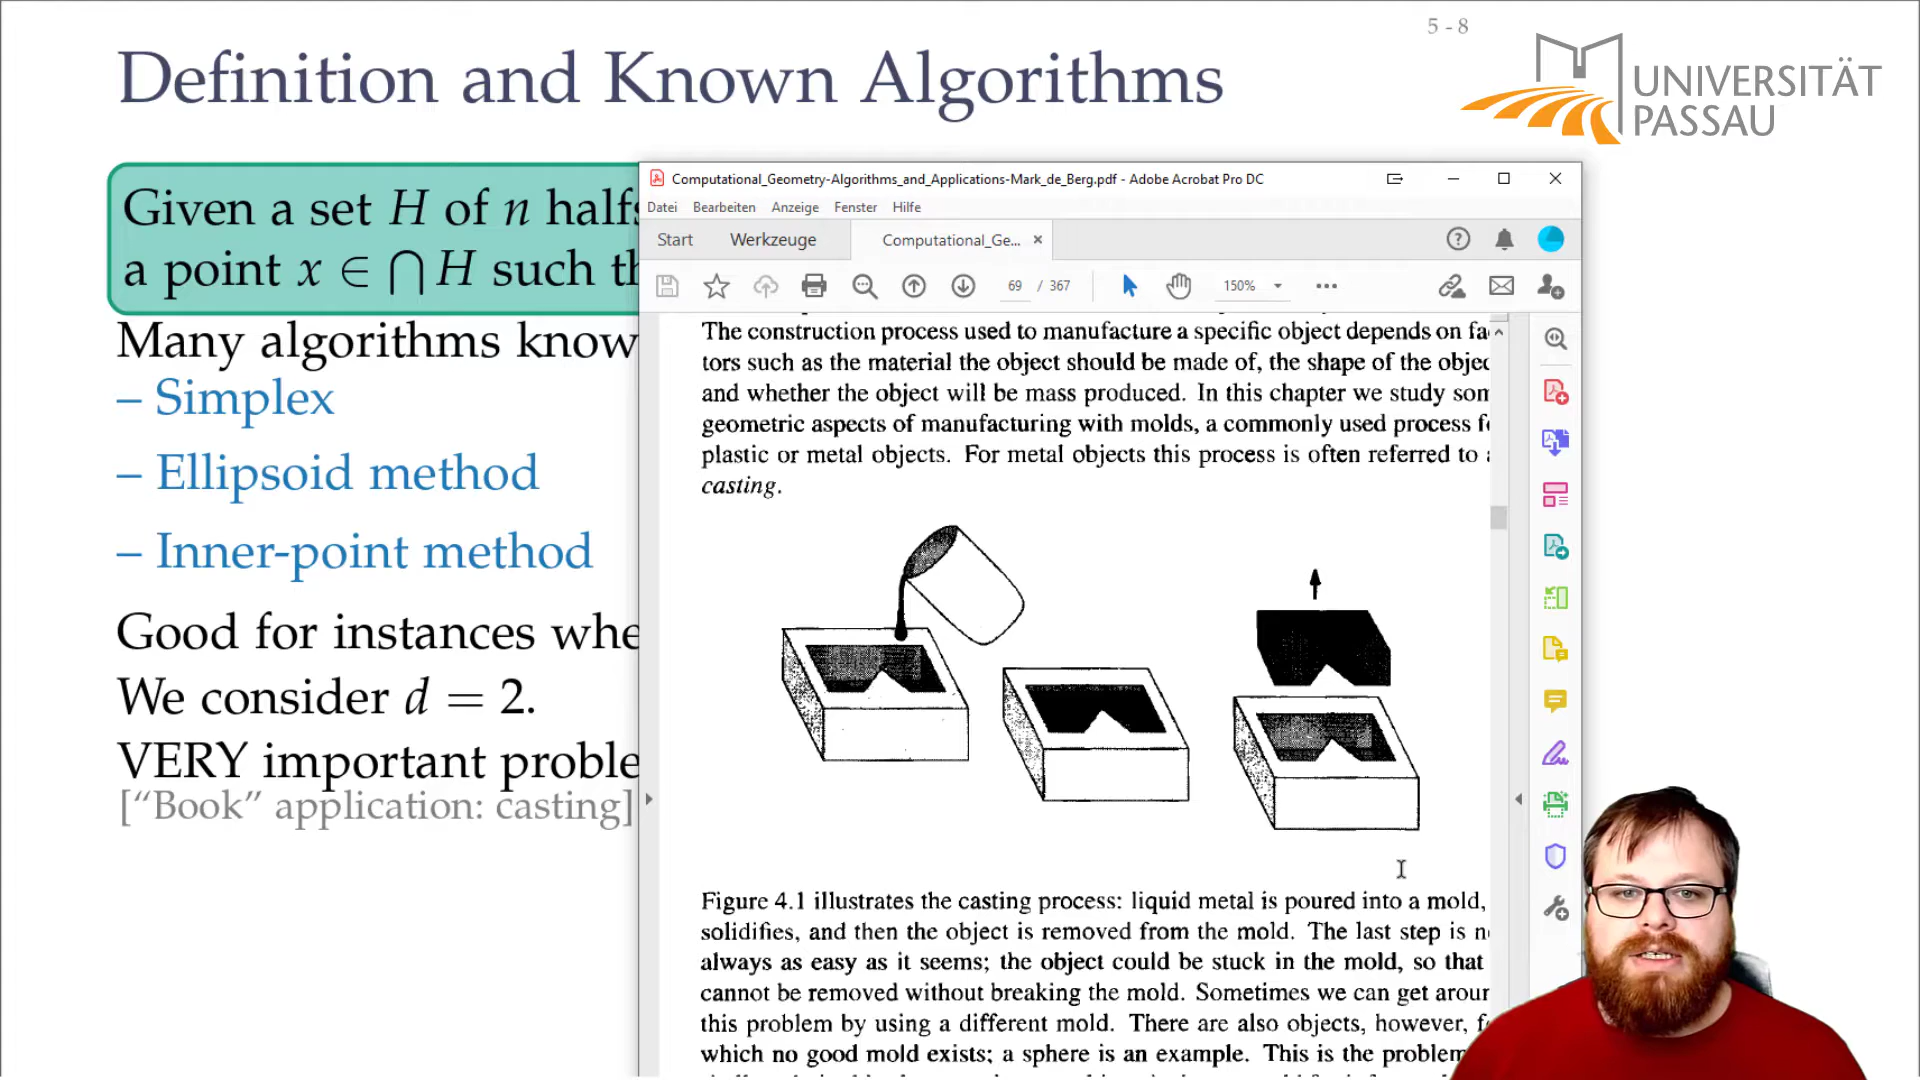 5 - 8
Definition and Known Algorithms
UNIVERSITÄT
PASSAU
Given a set H of n
a point x ∈ ⋂ H such
Many algorithms
– Simplex
– Ellipsoid method
– Inner-point method
Good for instances
We consider d = 2.
VERY important
["Book" application: casting]
Computational_Geometry-Algorithms_and_Applications-Mark_de_Berg.pdf - Adobe Acrobat Pro DC
Datei Bearbeiten Anzeige Fenster Hilfe
Start Werkzeuge Computational_Ge... ×
69 / 367 150%
The construction process used to manufacture a specific object depends on
tors such as the material the object should be made of, the shape of the
and whether the object will be mass produced. In this chapter we study
geometric aspects of manufacturing with molds, a commonly used process
plastic or metal objects. For metal objects this process is often referred to
casting.
Figure 4.1 illustrates the casting process: liquid metal is poured into a mold,
solidifies, and then the object is removed from the mold. The last step is
always as easy as it seems; the object could be stuck in the mold, so that
cannot be removed without breaking the mold. Sometimes we can get
this problem by using a different mold. There are also objects, however,
which no good mold exists; a sphere is an example. This is the problem